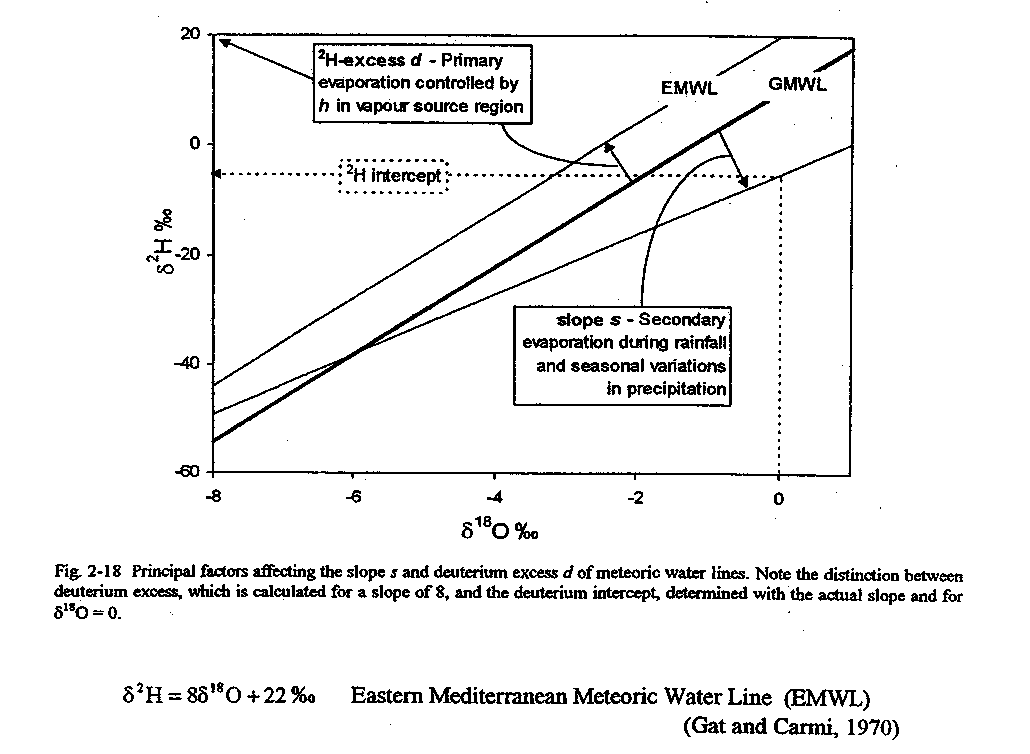 20
²H-excess d - Primary
evaporation controlled by
h in vapour source region
EMWL
GMWL
0
²H intercept
δ²H ‰
-20
slope s - Secondary
evaporation during rainfall
and seasonal variations
in precipitation
-40
-60
-8
-6
-4
-2
0
δ¹⁸O ‰
Fig. 2-18 Principal factors affecting the slope s and deuterium excess d of meteoric water lines. Note the distinction between
deuterium excess, which is calculated for a slope of 8, and the deuterium intercept, determined with the actual slope and for
δ¹⁸O = 0.
δ²H = 8δ¹⁸O + 22 ‰ Eastern Mediterranean Meteoric Water Line (EMWL)
(Gat and Carmi, 1970)